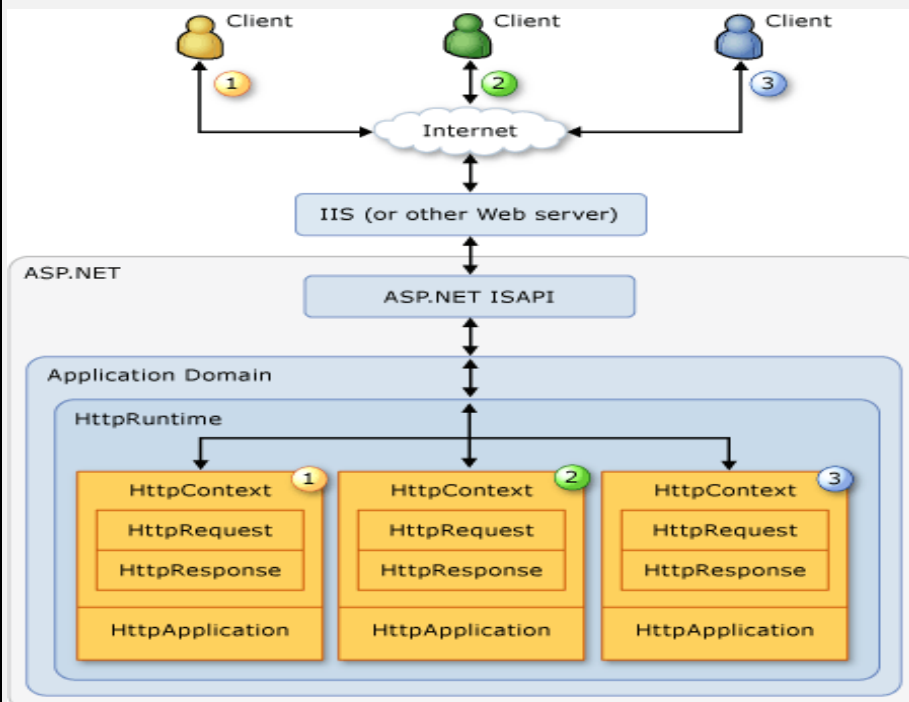 Client
Client
Client
1
2
3
Internet
IIS (or other Web server)
ASP.NET
ASP.NET ISAPI
Application Domain
HttpRuntime
1
HttpContext
HttpRequest
HttpResponse
HttpApplication
2
HttpContext
HttpRequest
HttpResponse
HttpApplication
3
HttpContext
HttpRequest
HttpResponse
HttpApplication